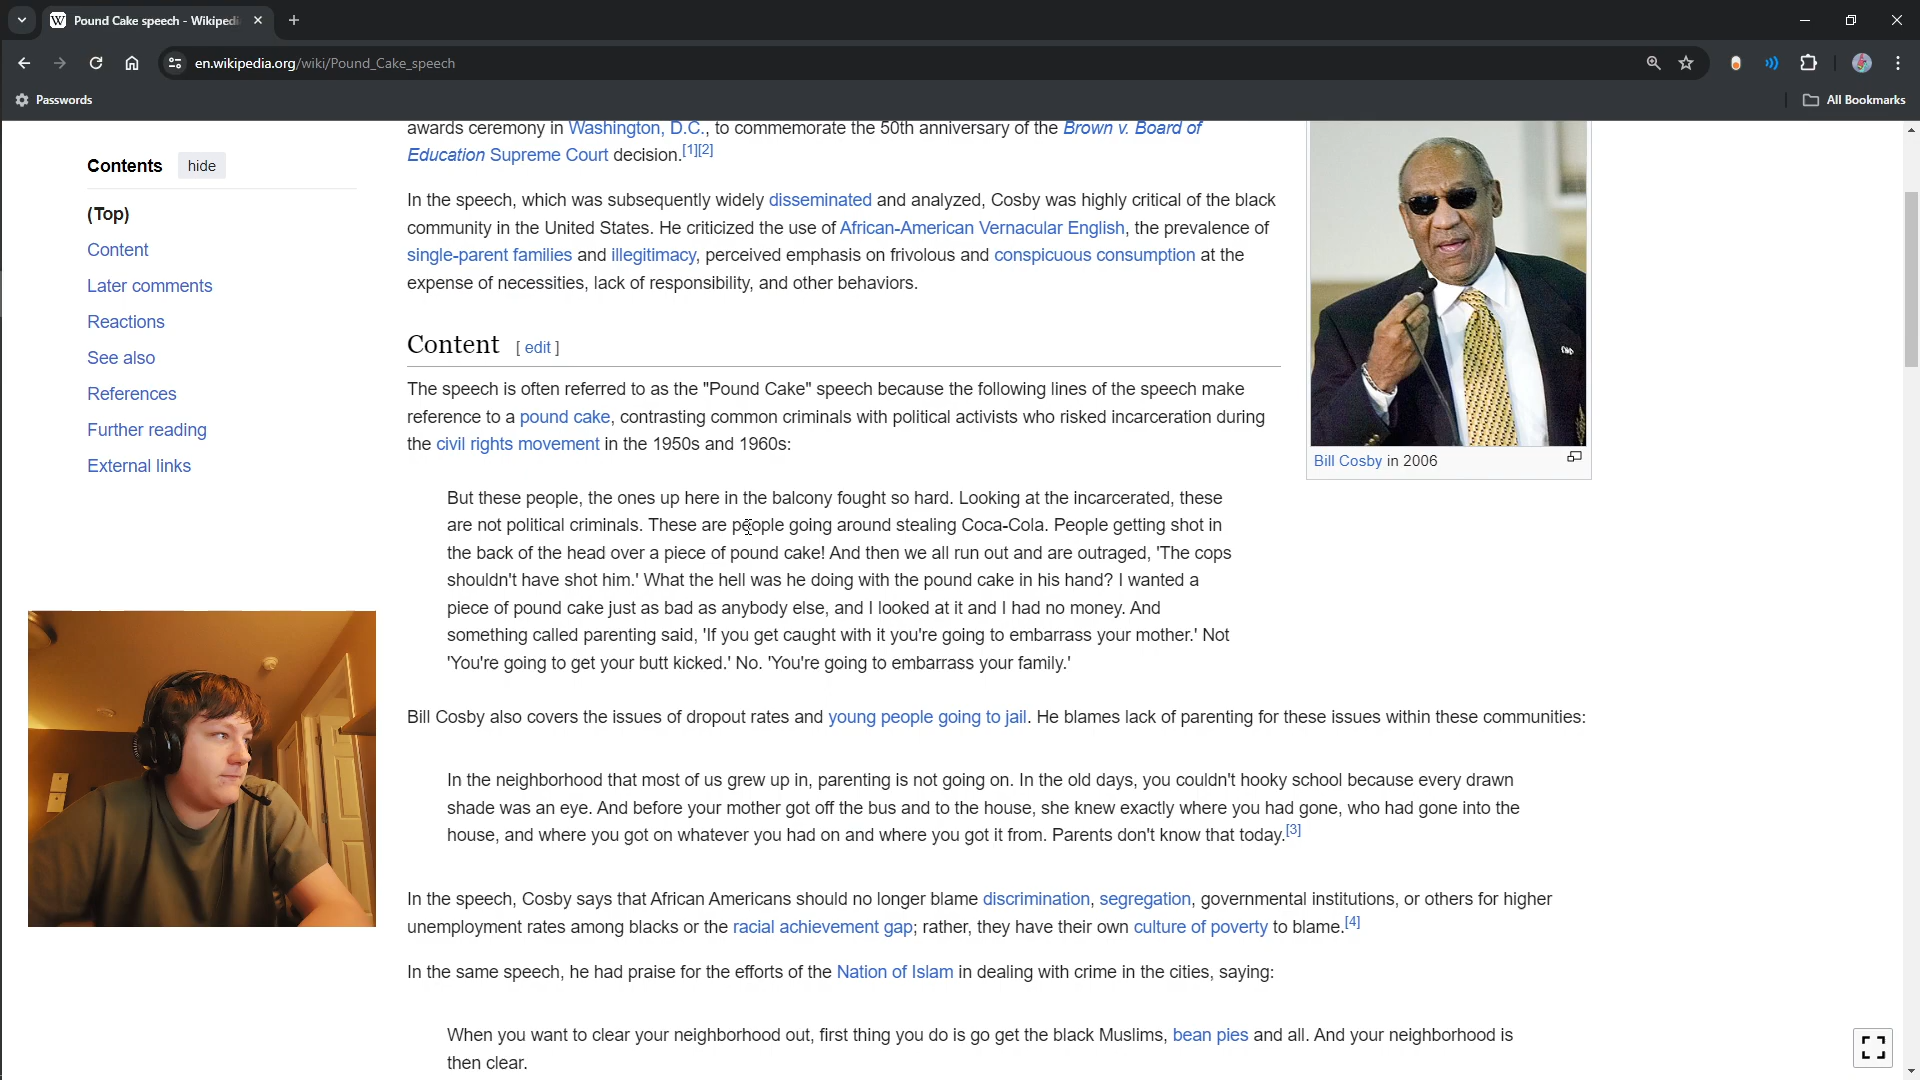 Pound Cake speech - Wikipedi
en.wikipedia.org/wiki/Pound_Cake_speech
Passwords
All Bookmarks
Contents hide
(Top)
Content
Later comments
Reactions
See also
References
Further reading
External links
awards ceremony in Washington, D.C., to commemorate the 50th anniversary of the Brown v. Board of
Education Supreme Court decision.[1][2]
In the speech, which was subsequently widely disseminated and analyzed, Cosby was highly critical of the black
community in the United States. He criticized the use of African-American Vernacular English, the prevalence of
single-parent families and illegitimacy, perceived emphasis on frivolous and conspicuous consumption at the
expense of necessities, lack of responsibility, and other behaviors.
Bill Cosby in 2006
Content [ edit ]
The speech is often referred to as the "Pound Cake" speech because the following lines of the speech make
reference to a pound cake, contrasting common criminals with political activists who risked incarceration during
the civil rights movement in the 1950s and 1960s:
But these people, the ones up here in the balcony fought so hard. Looking at the incarcerated, these
are not political criminals. These are people going around stealing Coca-Cola. People getting shot in
the back of the head over a piece of pound cake! And then we all run out and are outraged, 'The cops
shouldn't have shot him.' What the hell was he doing with the pound cake in his hand? I wanted a
piece of pound cake just as bad as anybody else, and I looked at it and I had no money. And
something called parenting said, 'If you get caught with it you're going to embarrass your mother.' Not
'You're going to get your butt kicked.' No. 'You're going to embarrass your family.'
Bill Cosby also covers the issues of dropout rates and young people going to jail. He blames lack of parenting for these issues within these communities:
In the neighborhood that most of us grew up in, parenting is not going on. In the old days, you couldn't hooky school because every drawn
shade was an eye. And before your mother got off the bus and to the house, she knew exactly where you had gone, who had gone into the
house, and where you got on whatever you had on and where you got it from. Parents don't know that today.[3]
In the speech, Cosby says that African Americans should no longer blame discrimination, segregation, governmental institutions, or others for higher
unemployment rates among blacks or the racial achievement gap; rather, they have their own culture of poverty to blame.[4]
In the same speech, he had praise for the efforts of the Nation of Islam in dealing with crime in the cities, saying:
When you want to clear your neighborhood out, first thing you do is go get the black Muslims, bean pies and all. And your neighborhood is
then clear.